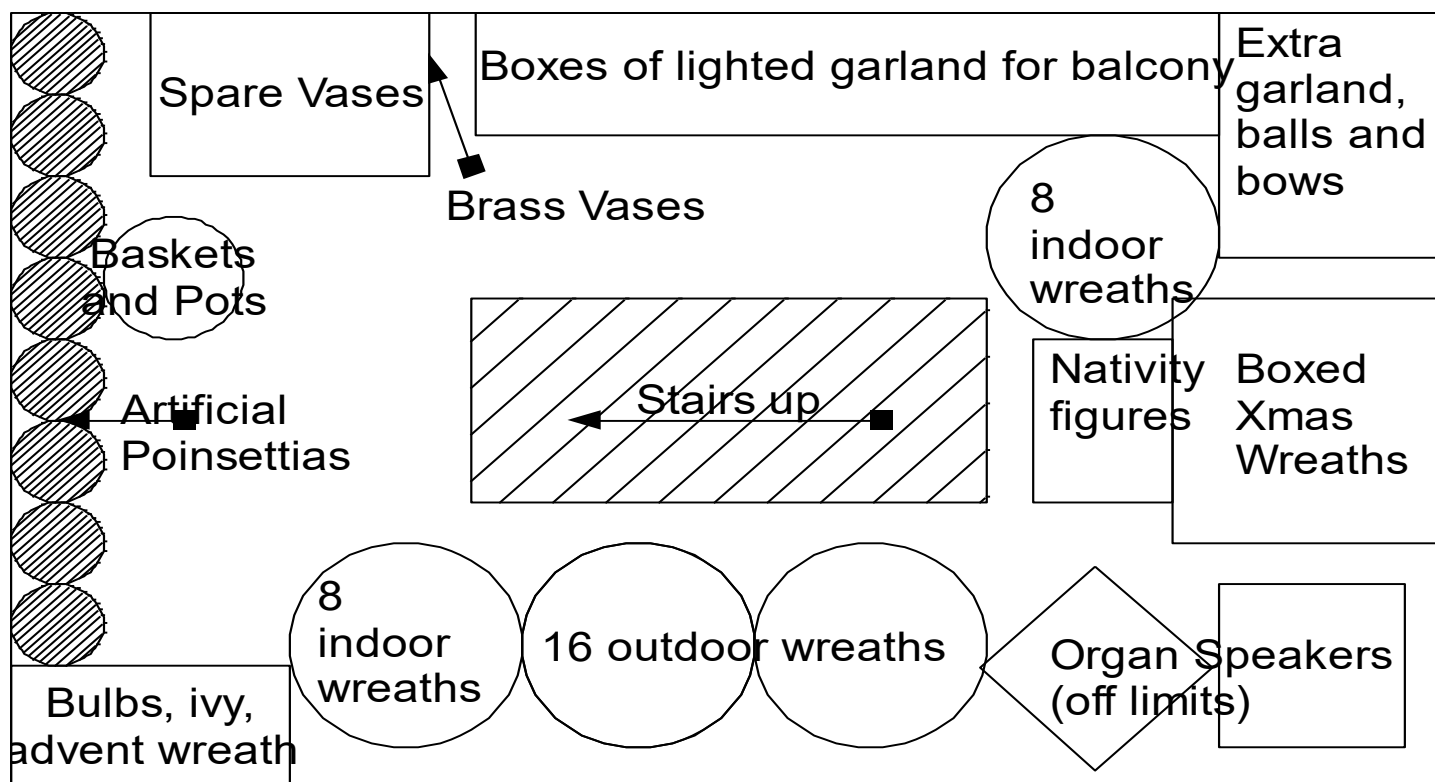 Spare Vases
Boxes of lighted garland for balcony
Extra
garland,
balls and
bows
Brass Vases
8
indoor
wreaths
Baskets
and Pots
Artificial
Poinsettias
Stairs up
Nativity
figures
Boxed
Xmas
Wreaths
8
indoor
wreaths
16 outdoor wreaths
Organ Speakers
(off limits)
Bulbs, ivy,
advent wreath